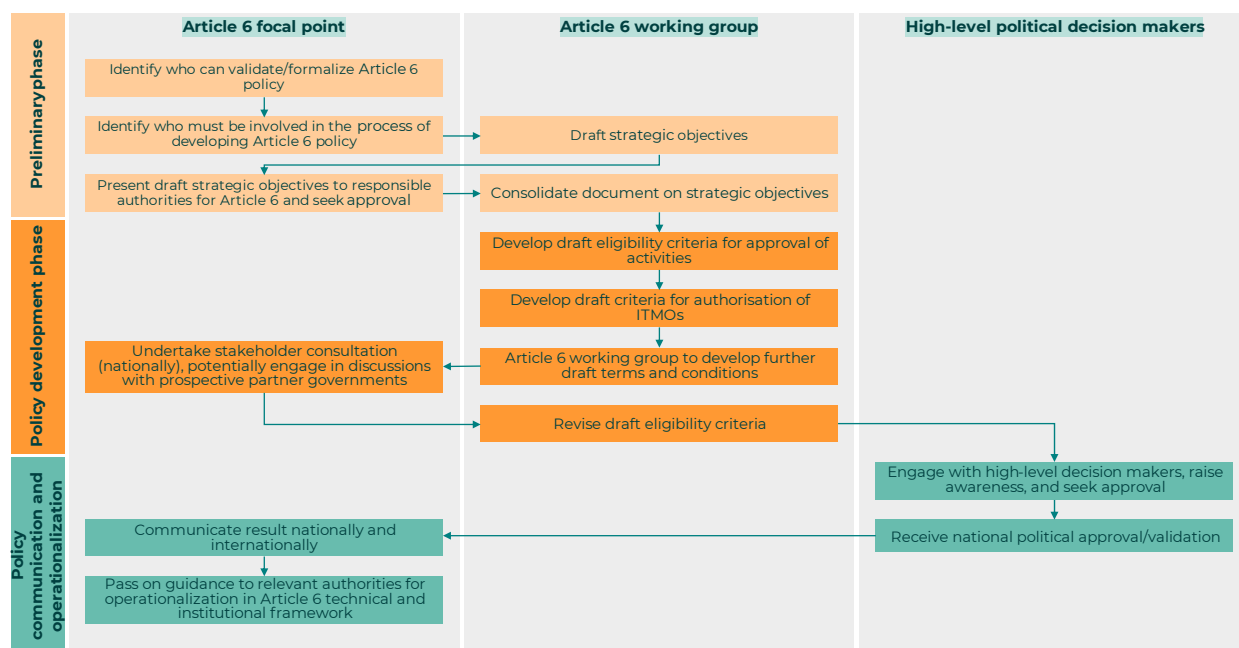 Article 6 focal point
Article 6 working group
High-level political decision makers
Preliminary phase
Identify who can validate/formalize Article 6
policy
Identify who must be involved in the process of
developing Article 6 policy
Draft strategic objectives
Present draft strategic objectives to responsible
authorities for Article 6 and seek approval
Consolidate document on strategic objectives
Policy development phase
Develop draft eligibility criteria for approval of
activities
Develop draft criteria for authorisation of
ITMOs
Undertake stakeholder consultation
(nationally), potentially engage in discussions
with prospective partner governments
Article 6 working group to develop further
draft terms and conditions
Revise draft eligibility criteria
Policy
communication and
operationalization
Engage with high-level decision makers, raise
awareness, and seek approval
Communicate result nationally and
internationally
Receive national political approval/validation
Pass on guidance to relevant authorities for
operationalization in Article 6 technical and
institutional framework